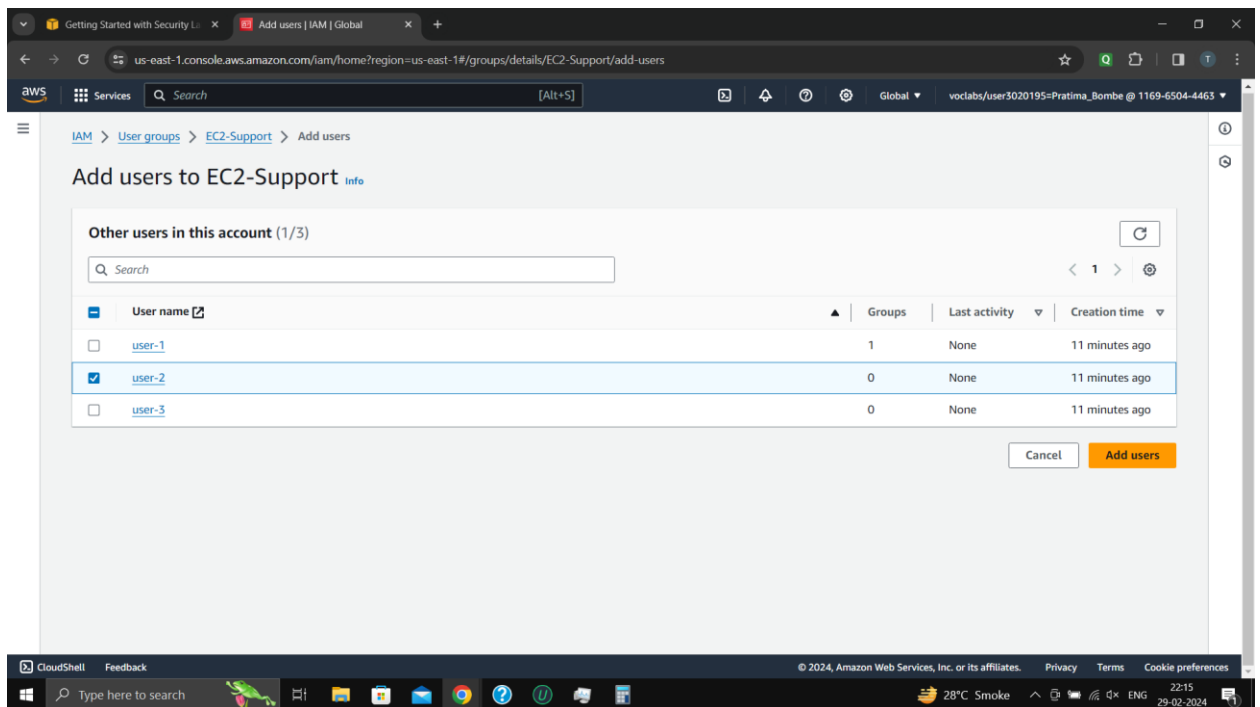 Getting Started with Security La
Add users | IAM | Global
us-east-1.console.aws.amazon.com/iam/home?region=us-east-1#/groups/details/EC2-Support/add-users
Q
T
aws
Services
Search
[Alt+S]
Global
voclabs/user3020195=Pratima_Bombe @ 1169-6504-4463
IAM > User groups > EC2-Support > Add users
Add users to EC2-Support Info
Other users in this account (1/3)
Search
< 1 >
User name
Groups
Last activity
Creation time
user-1 1 None 11 minutes ago
user-2 0 None 11 minutes ago
user-3 0 None 11 minutes ago
Cancel
Add users
CloudShell Feedback
© 2024, Amazon Web Services, Inc. or its affiliates. Privacy Terms Cookie preferences
Type here to search
28°C Smoke
ENG
22:15
29-02-2024
1